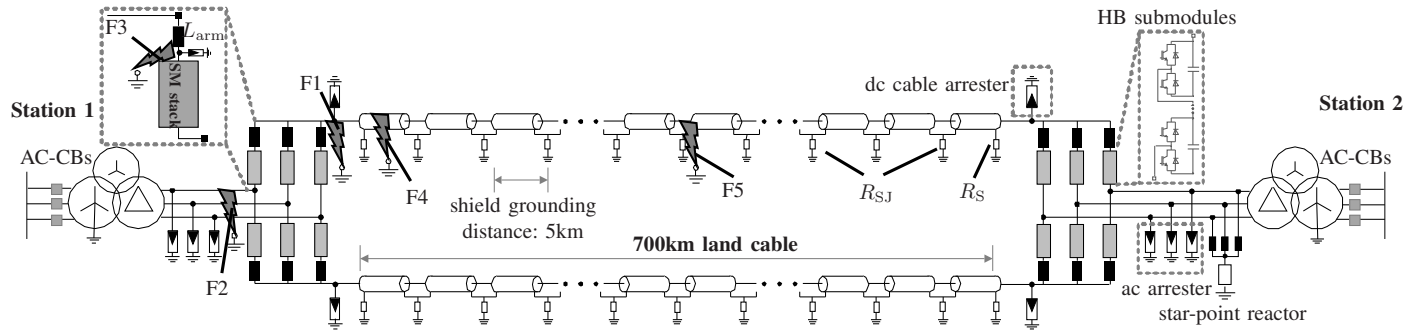 F3
L_arm
SM stack
Station 1
AC-CBs
F1
F2
F4
F5
shield grounding
distance: 5km
700km land cable
dc cable arrester
R_SJ
R_S
HB submodules
Station 2
AC-CBs
ac arrester
star-point reactor